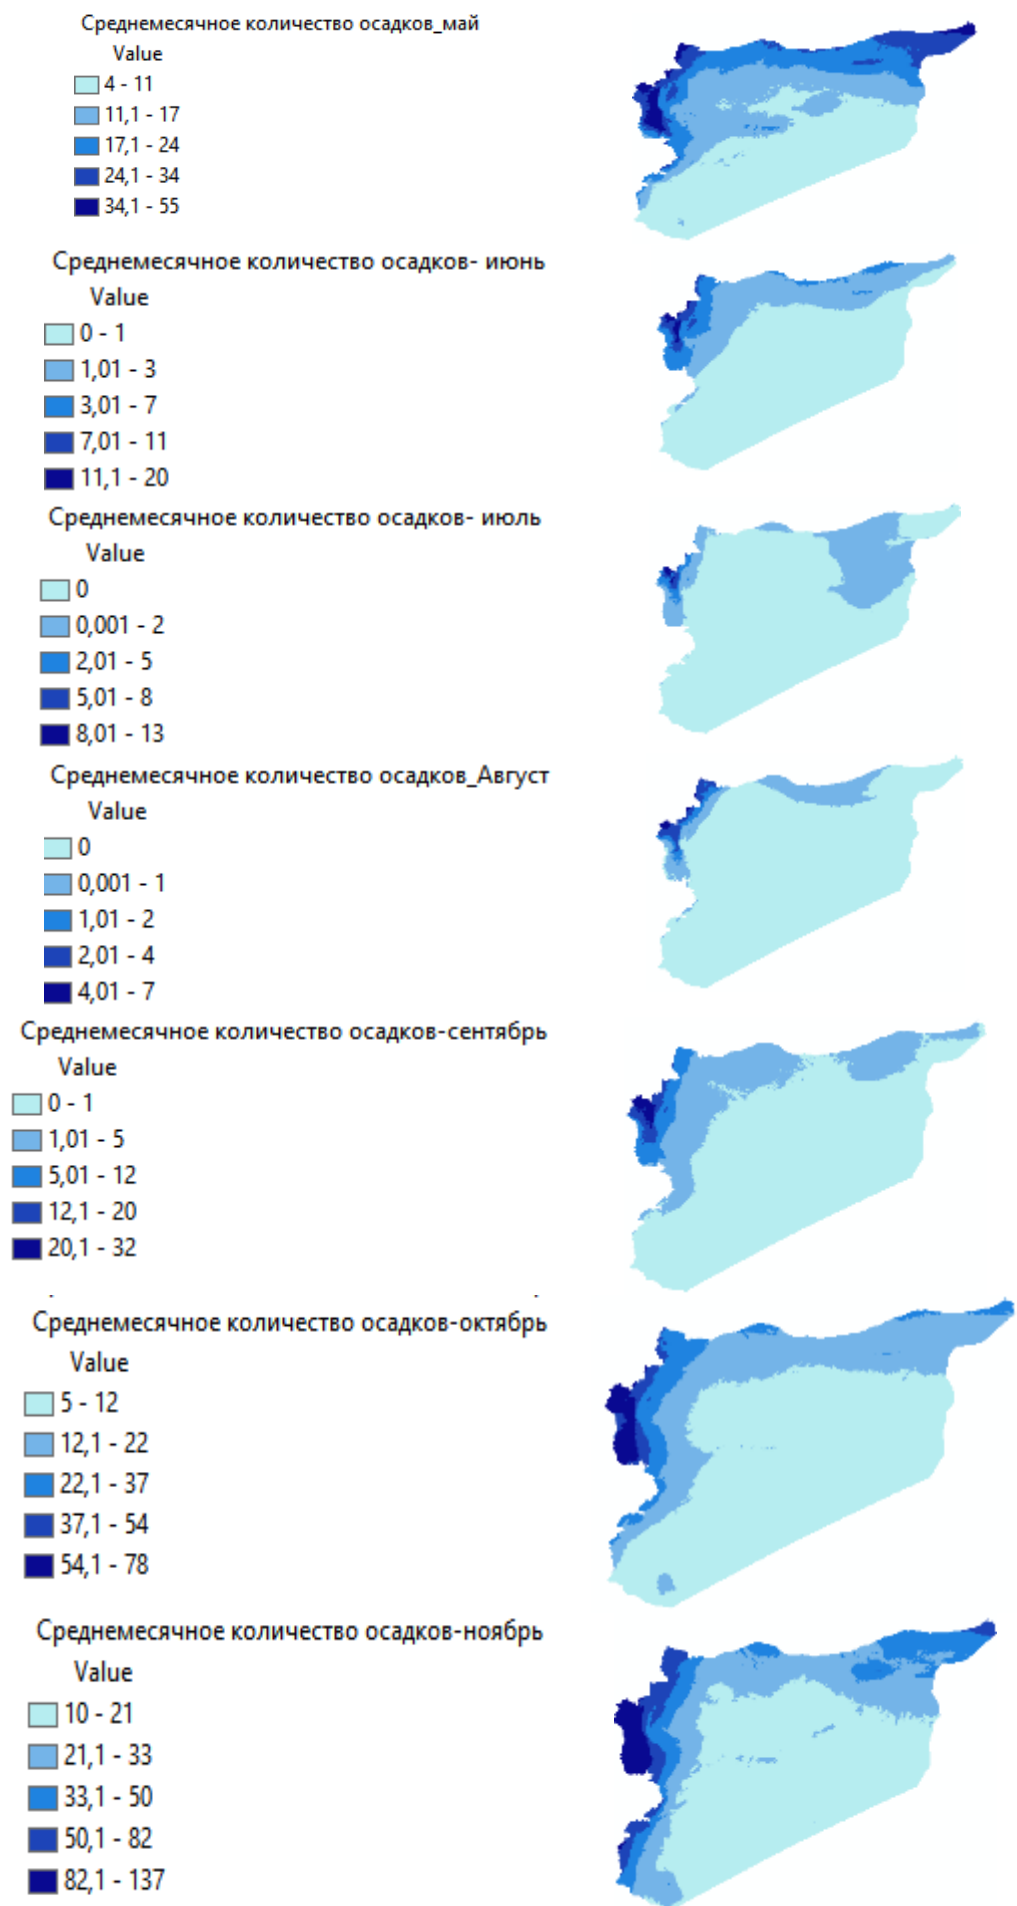 Среднемесячное количество осадков_май
Value
4 - 11
11,1 - 17
17,1 - 24
24,1 - 34
34,1 - 55
Среднемесячное количество осадков- июнь
Value
0 - 1
1,01 - 3
3,01 - 7
7,01 - 11
11,1 - 20
Среднемесячное количество осадков- июль
Value
0
0,001 - 2
2,01 - 5
5,01 - 8
8,01 - 13
Среднемесячное количество осадков_Август
Value
0
0,001 - 1
1,01 - 2
2,01 - 4
4,01 - 7
Среднемесячное количество осадков-сентябрь
Value
0 - 1
1,01 - 5
5,01 - 12
12,1 - 20
20,1 - 32
Среднемесячное количество осадков-октябрь
Value
5 - 12
12,1 - 22
22,1 - 37
37,1 - 54
54,1 - 78
Среднемесячное количество осадков-ноябрь
Value
10 - 21
21,1 - 33
33,1 - 50
50,1 - 82
82,1 - 137